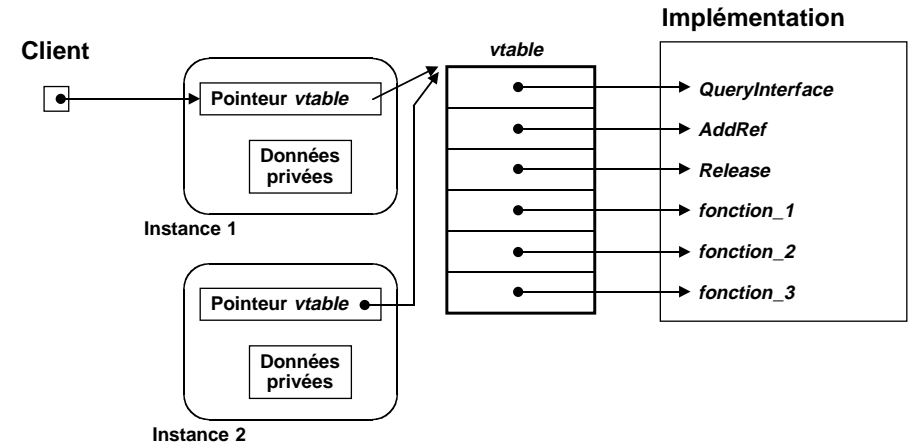 Client
Pointeur vtable
Données
privées
Instance 1
Pointeur vtable
Données
privées
Instance 2
vtable
Implémentation
QueryInterface
AddRef
Release
fonction_1
fonction_2
fonction_3